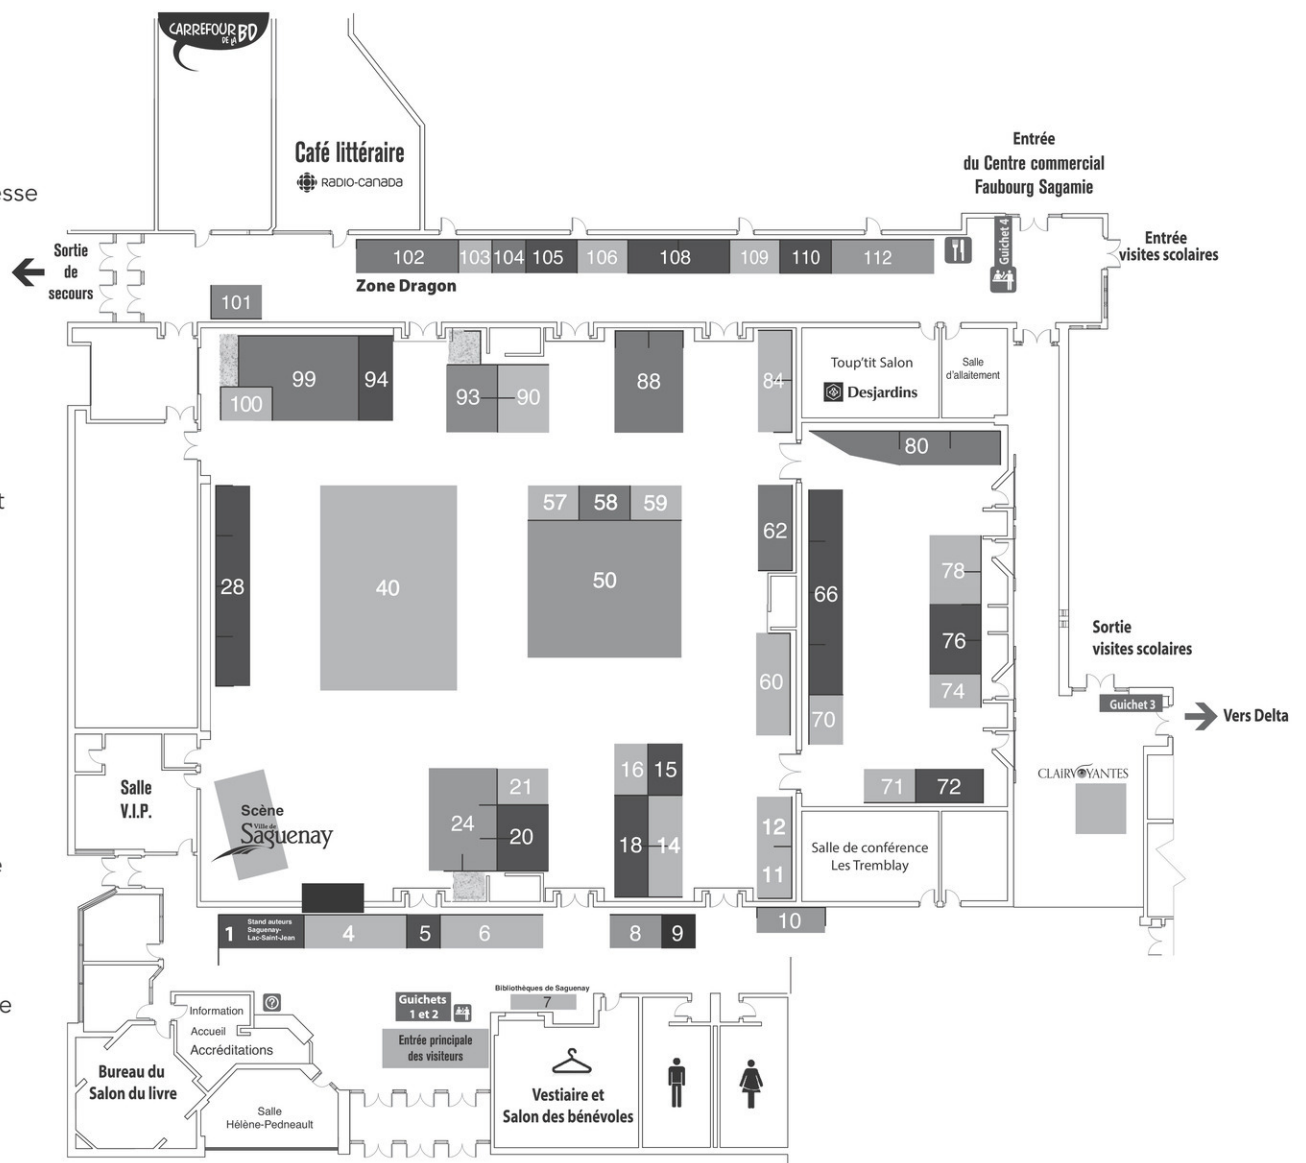 CARREFOUR
DE LA BD
Café littéraire
RADIO-CANADA
Entrée
du Centre commercial
Faubourg Sagamie
esse
Sortie
de
secours
102 103 104 105 106 108 109 110 112
Guichet 4
Entrée
visites scolaires
Zone Dragon
101
99 94
100
93 90
88
84
Toup'tit Salon
Desjardins
Salle
d'allaitement
80
t
28
40
57 58 59
50
62
66
78
76
74
60
70
Sortie
visites scolaires
Guichet 3
Vers Delta
Salle
V.I.P.
Scène
Ville de
Saguenay
21
24 20
16 15
18 14
12
11
71 72
CLAIRVOYANTES
Salle de conférence
Les Tremblay
e
1 Stand auteurs
Saguenay-
Lac-Saint-Jean
4 5 6 8 9 10
e
Information
?
Accueil
Accréditations
Guichets
1 et 2
Entrée principale
des visiteurs
Bibliothèques de Saguenay
7
Bureau du
Salon du livre
Salle
Hélène-Pedneault
Vestiaire et
Salon des bénévoles